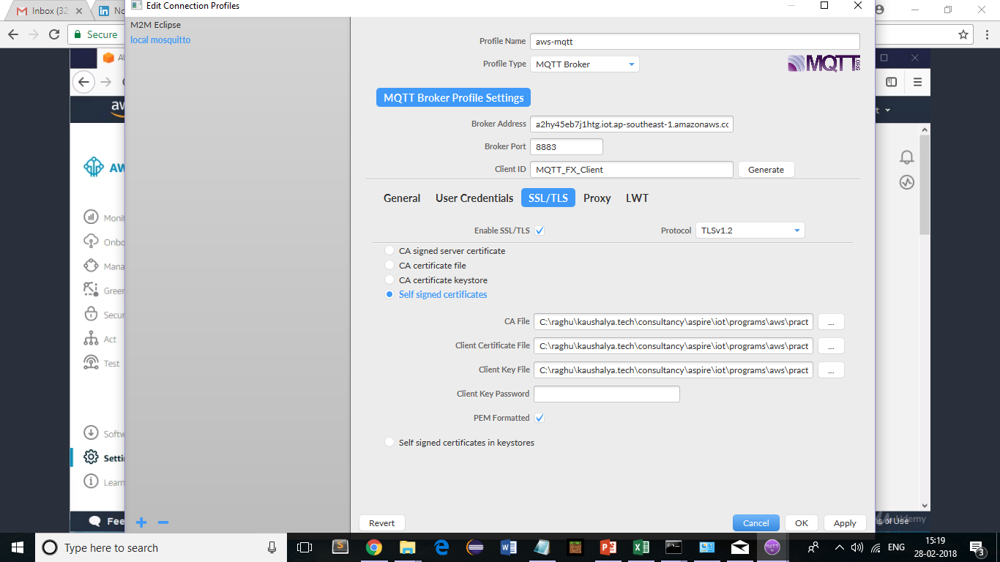 Inbox (32
No
Secure
Edit Connection Profiles
M2M Eclipse
local mosquitto
Profile Name aws-mqtt
Profile Type MQTT Broker
MQTT.ORG
MQTT Broker Profile Settings
Broker Address a2hy45eb7j1htg.iot.ap-southeast-1.amazonaws.cc
Broker Port 8883
Client ID MQTT_FX_Client Generate
General User Credentials SSL/TLS Proxy LWT
Enable SSL/TLS Protocol TLSv1.2
CA signed server certificate
CA certificate file
CA certificate keystore
Self signed certificates
CA File C:\raghu\kaushalya.tech\consultancy\aspire\iot\programs\aws\pract ...
Client Certificate File C:\raghu\kaushalya.tech\consultancy\aspire\iot\programs\aws\pract ...
Client Key File C:\raghu\kaushalya.tech\consultancy\aspire\iot\programs\aws\pract ...
Client Key Password
PEM Formatted
Self signed certificates in keystores
Revert Cancel OK Apply
AW
Moni
Onbo
Mana
Green
Secur
Act
Test
Softw
Setti
Learn
Fee
ns of Use
Udemy
Type here to search
ENG
15:19
28-02-2018
3